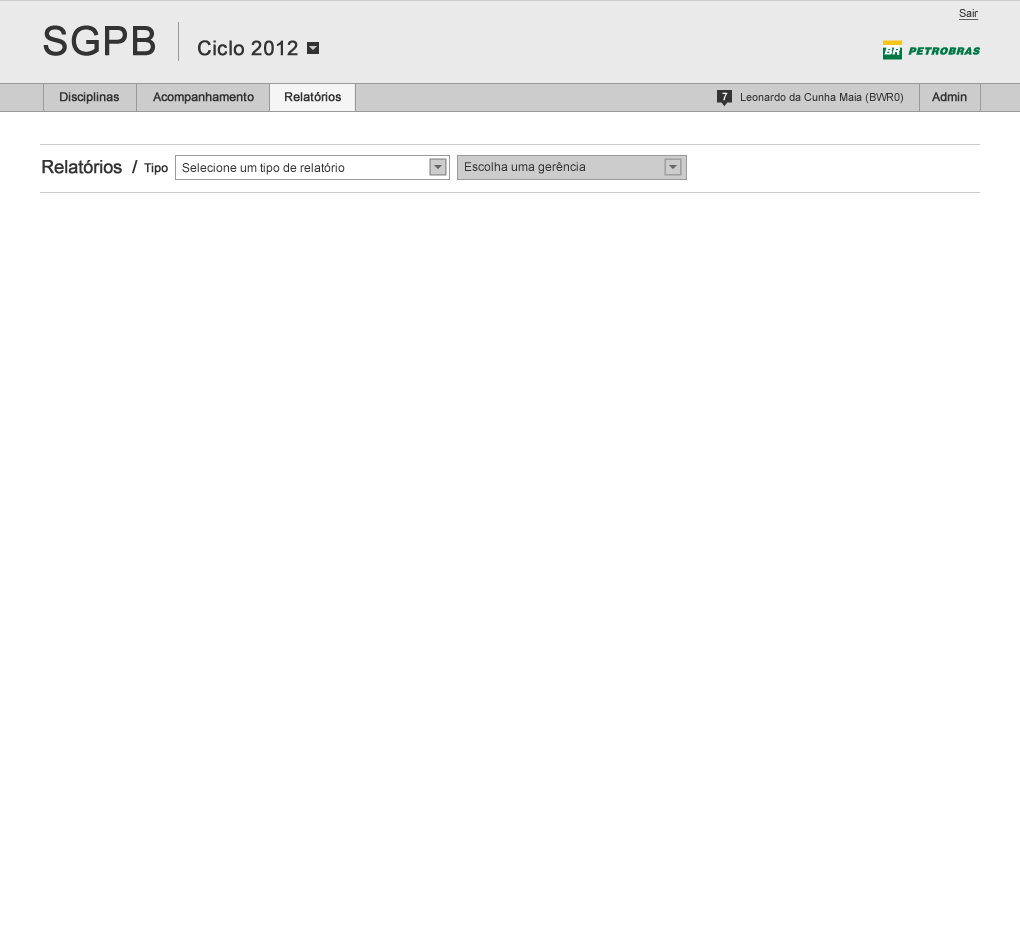 Sair
SGPB
Ciclo 2012
BR PETROBRAS
Disciplinas Acompanhamento Relatórios 7 Leonardo da Cunha Maia (BWR0) Admin
Relatórios / Tipo Selecione um tipo de relatório Escolha uma gerência